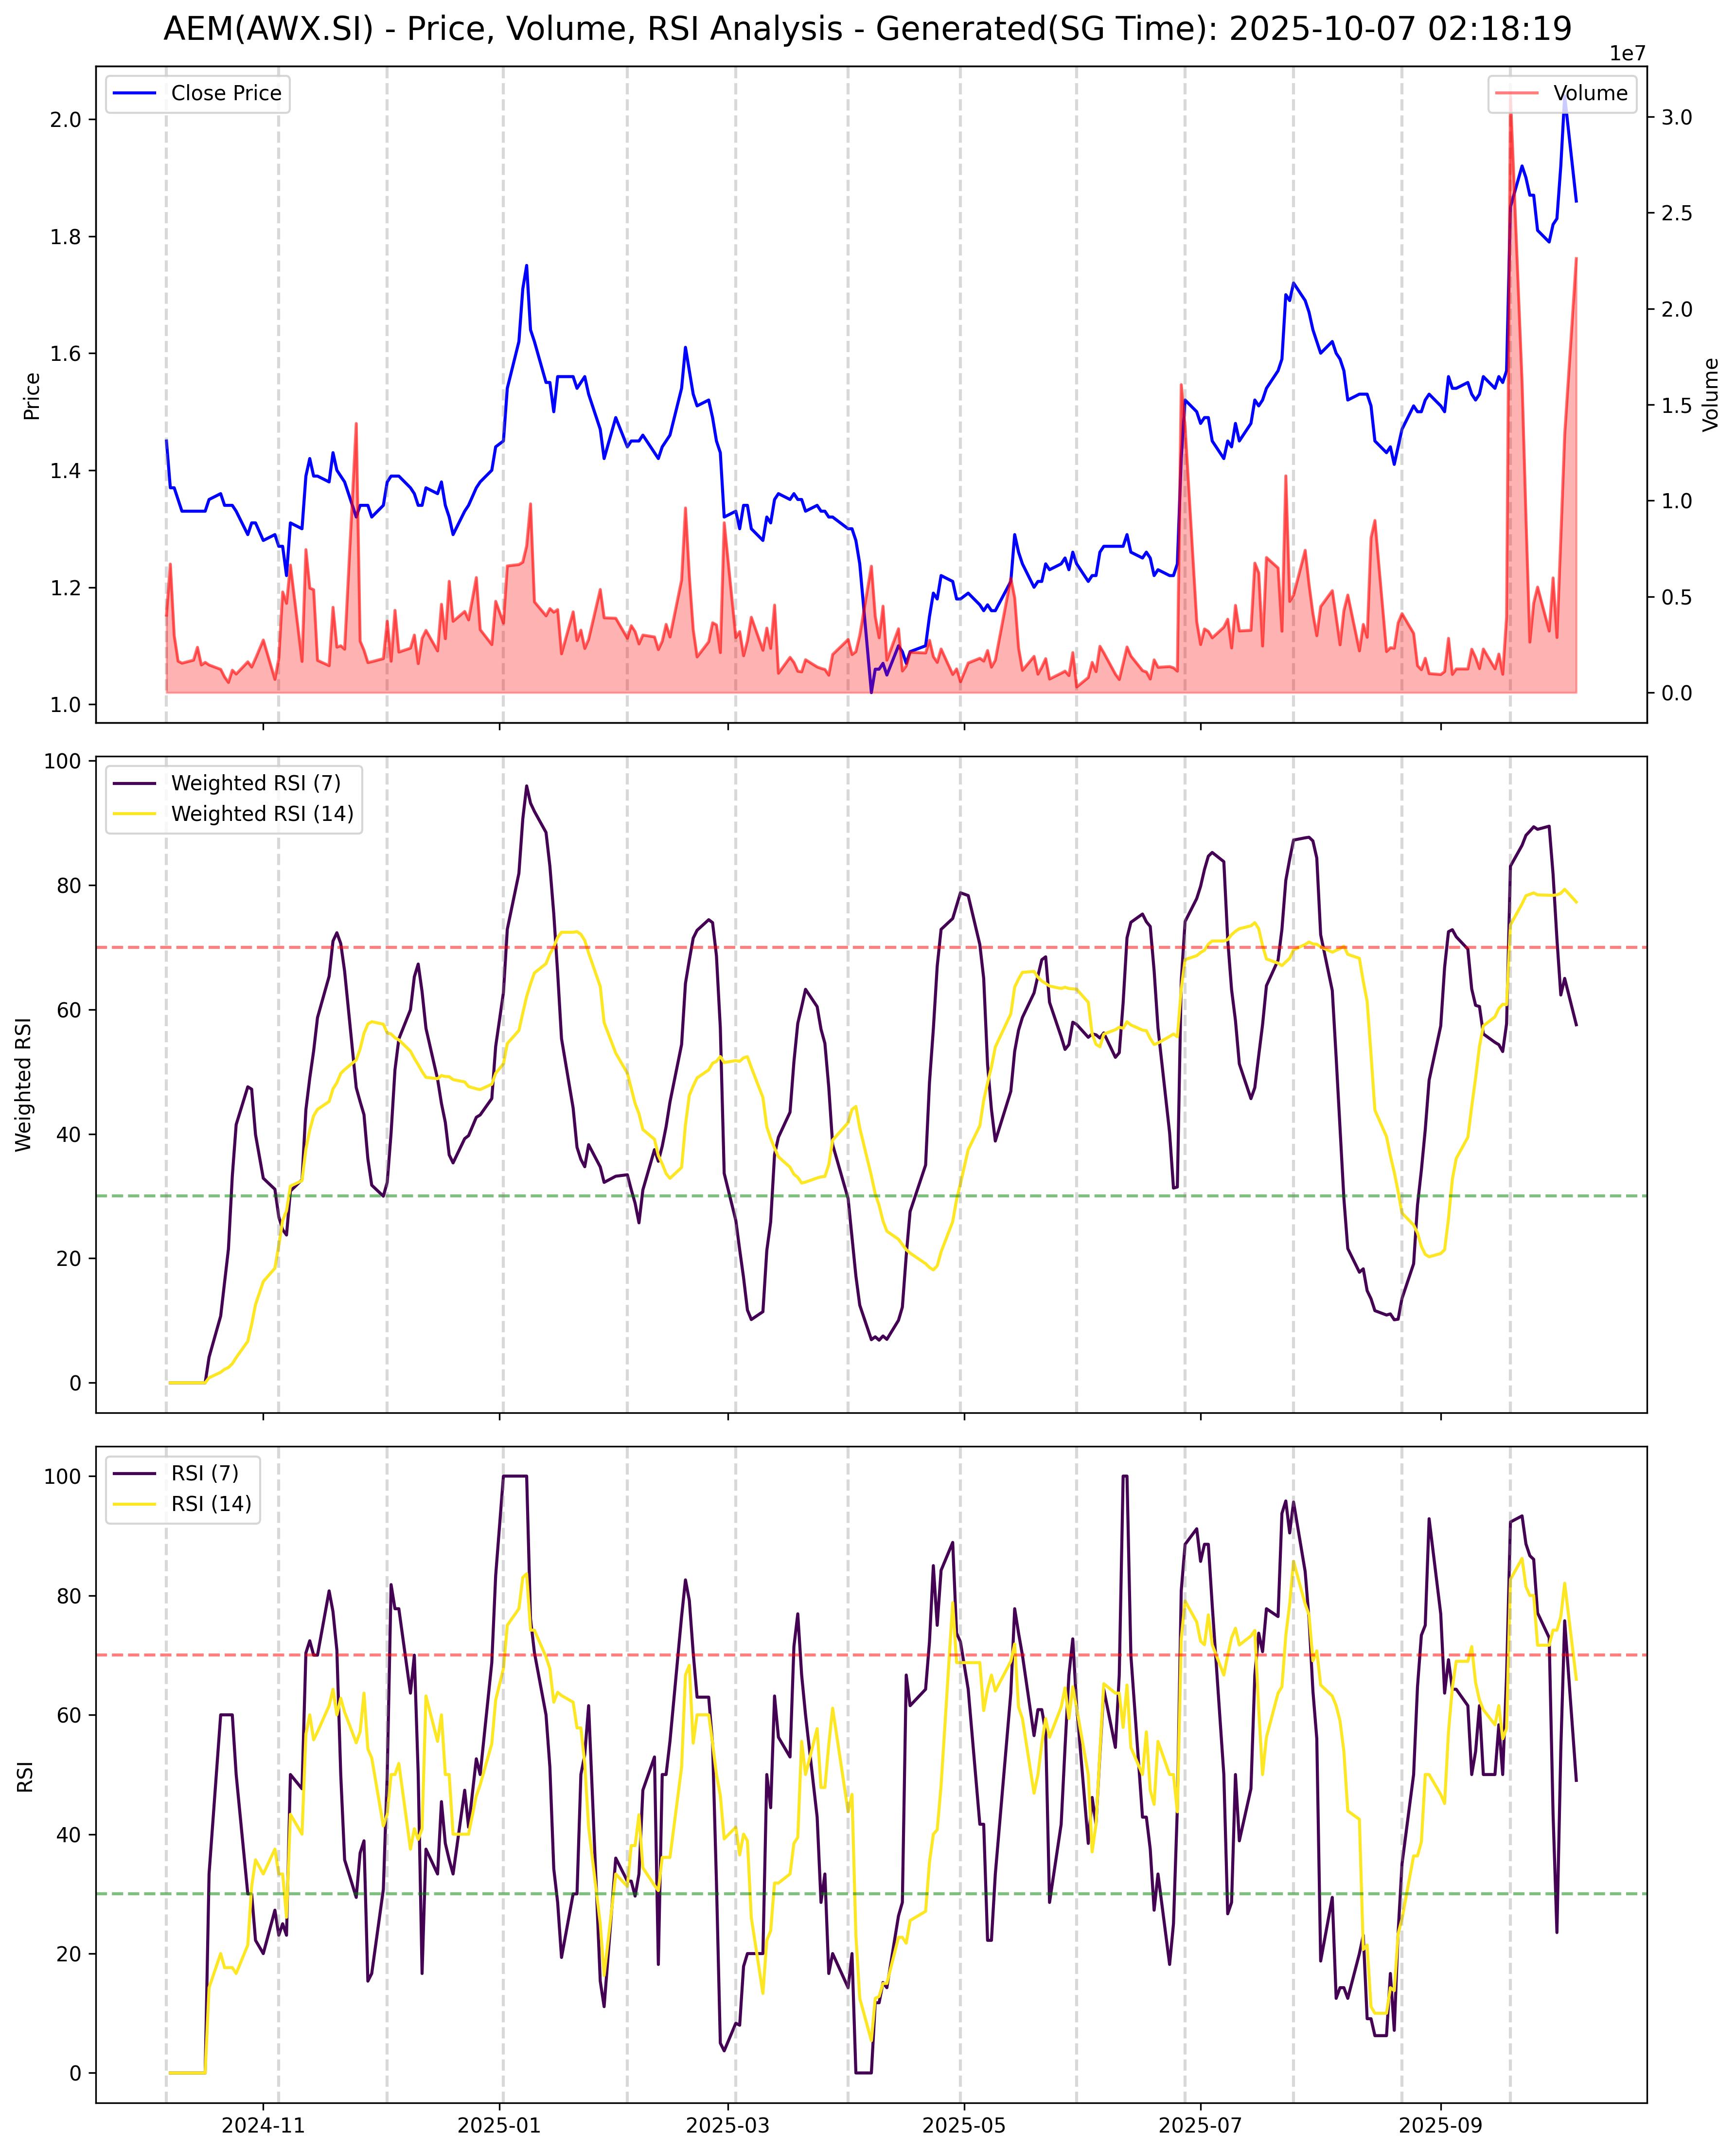 AEM(AWX.SI) - Price, Volume, RSI Analysis - Generated(SG Time): 2025-10-07 02:18:19
1e7
Close Price
Volume
2.0
1.8
1.6
1.4
1.2
1.0
Price
3.0
2.5
2.0
1.5
1.0
0.5
0.0
Volume
Weighted RSI (7)
Weighted RSI (14)
100
80
60
40
20
0
Weighted RSI
RSI (7)
RSI (14)
100
80
60
40
20
0
RSI
2024-11
2025-01
2025-03
2025-05
2025-07
2025-09